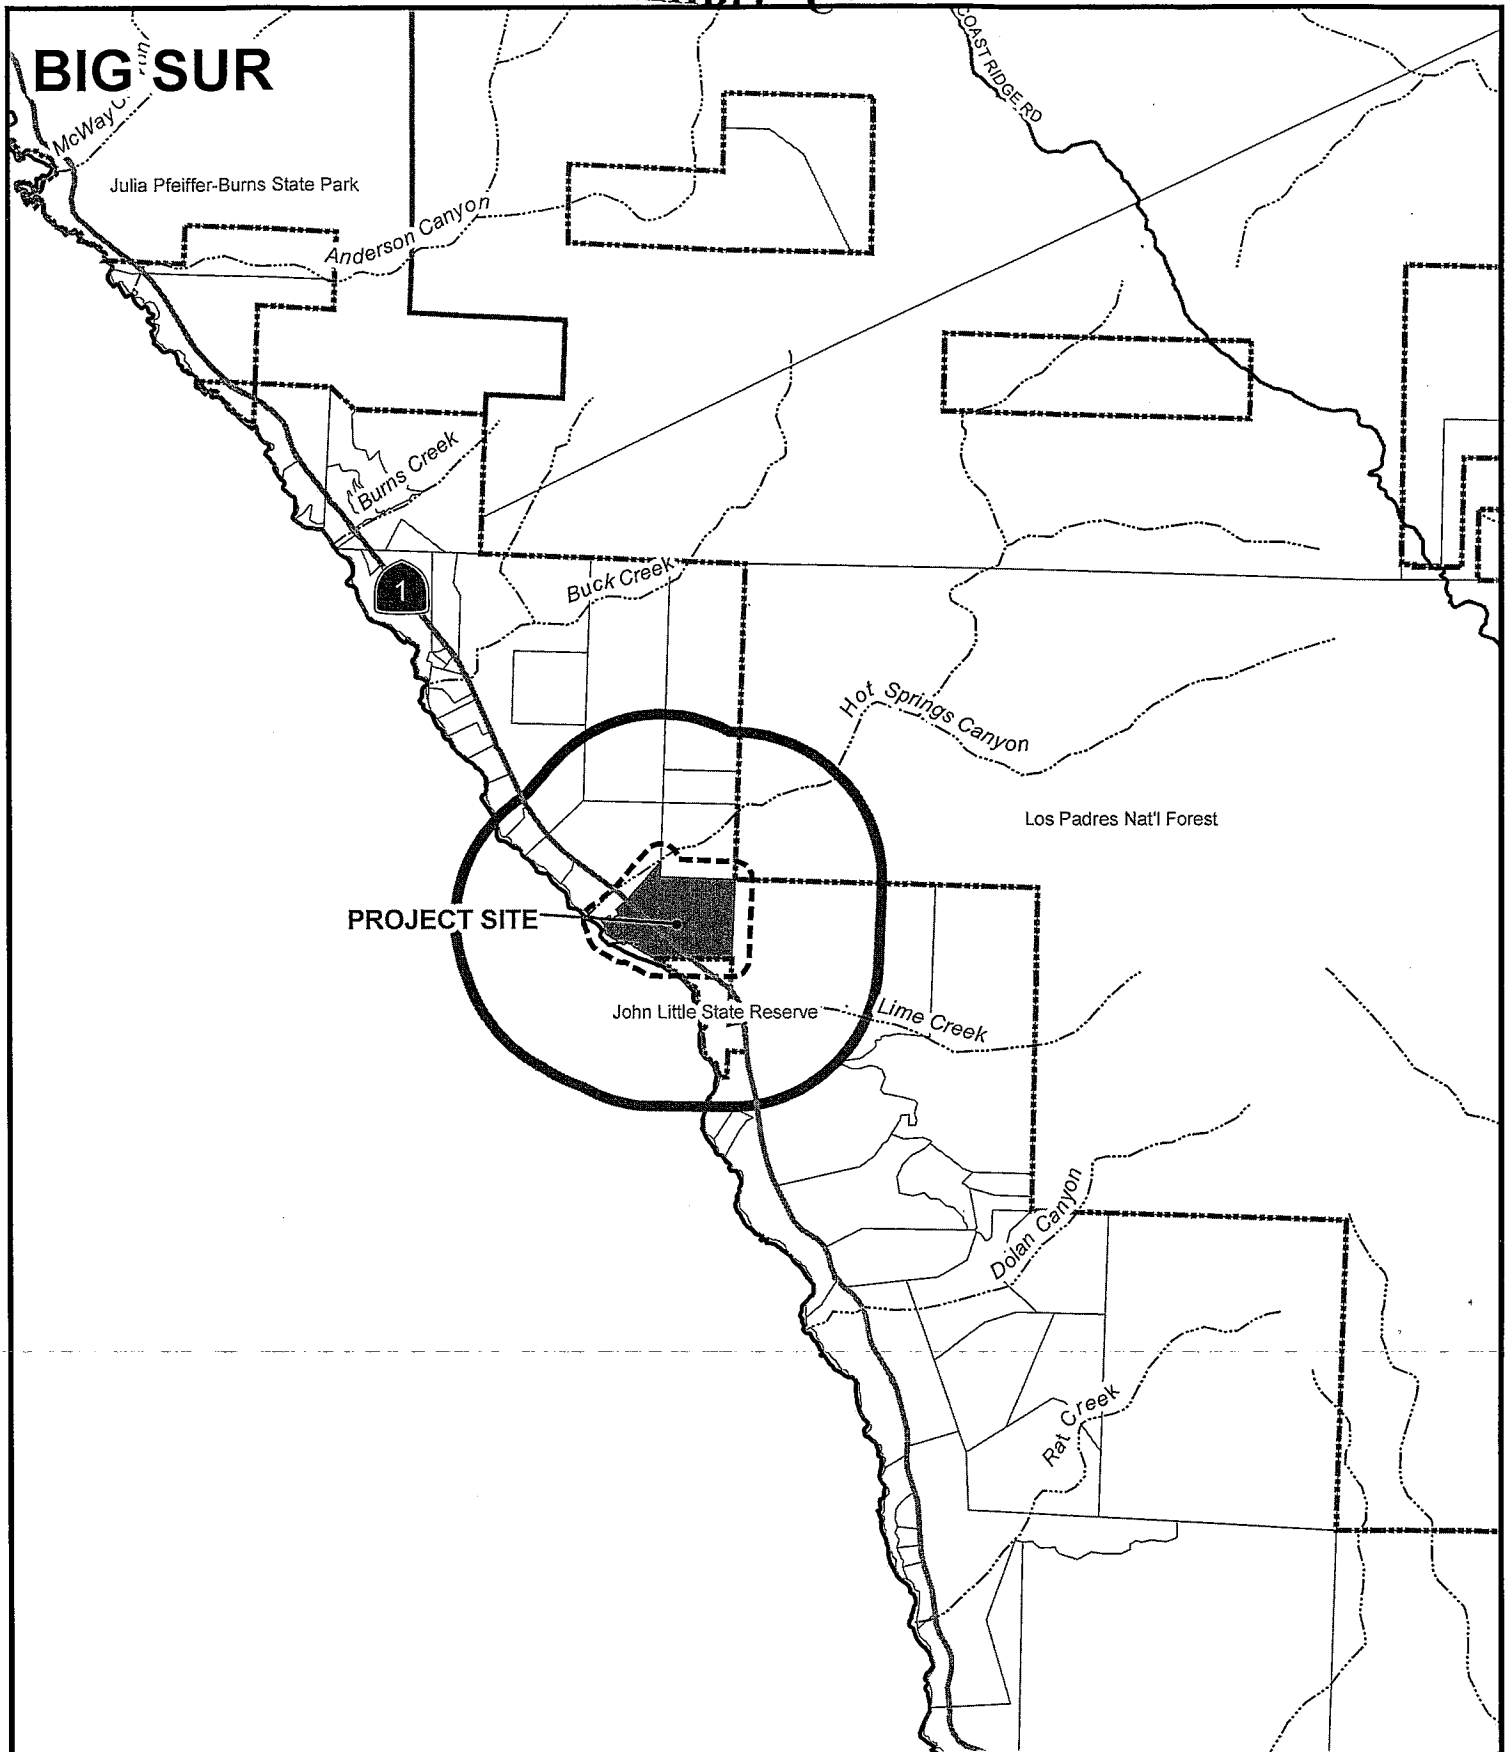 BIG SUR
COAST RIDGE RD
McWay
Julia Pfeiffer-Burns State Park
Anderson Canyon
Burns Creek
1
Buck Creek
Hot Springs Canyon
Los Padres Nat'l Forest
PROJECT SITE
John Little State Reserve
Lime Creek
Dolan Canyon
Rat Creek